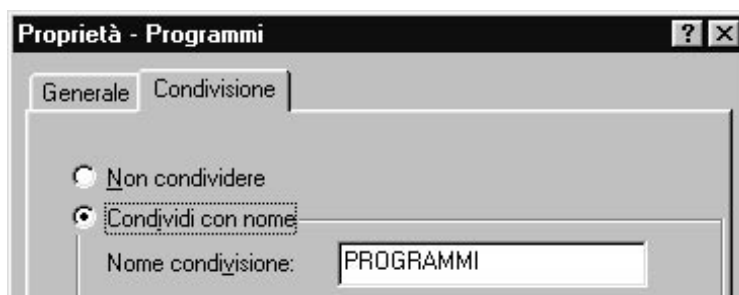 Proprietà - Programmi
Generale Condivisione
Non condividere
Condividi con nome
Nome condivisione: PROGRAMMI